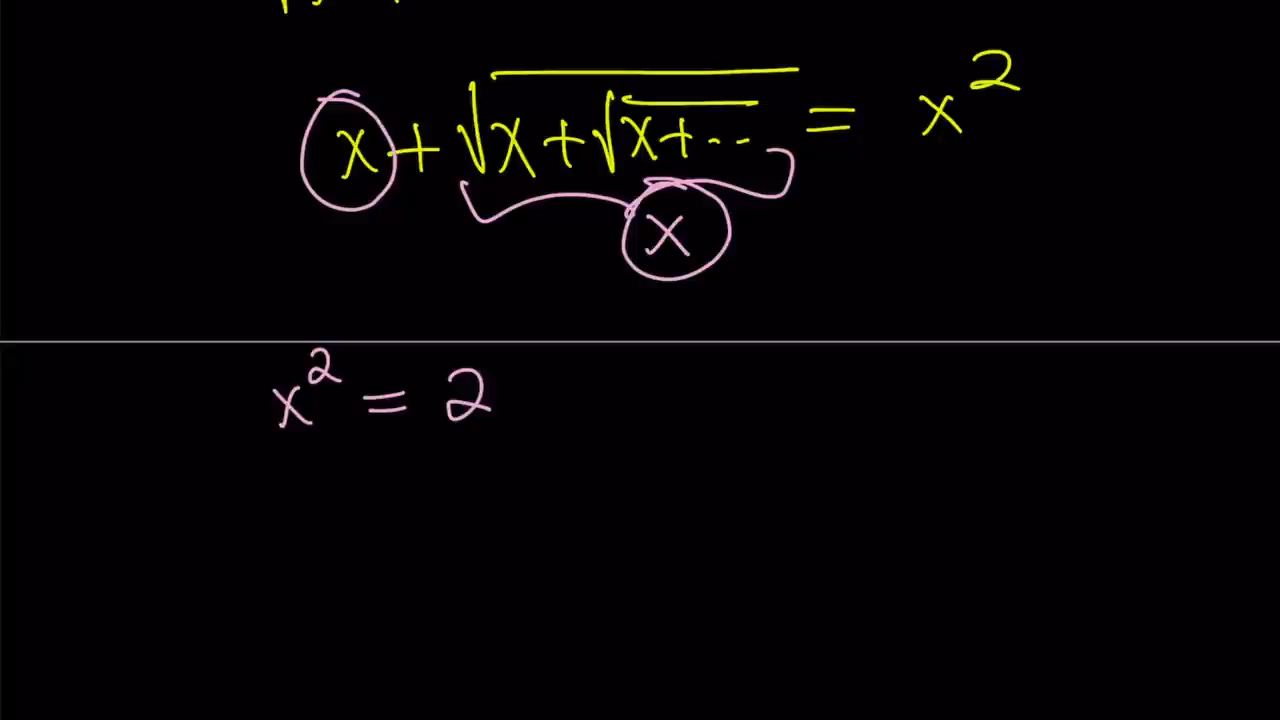 x + √(x + √(x + ...)) = x²
x
x² = 2